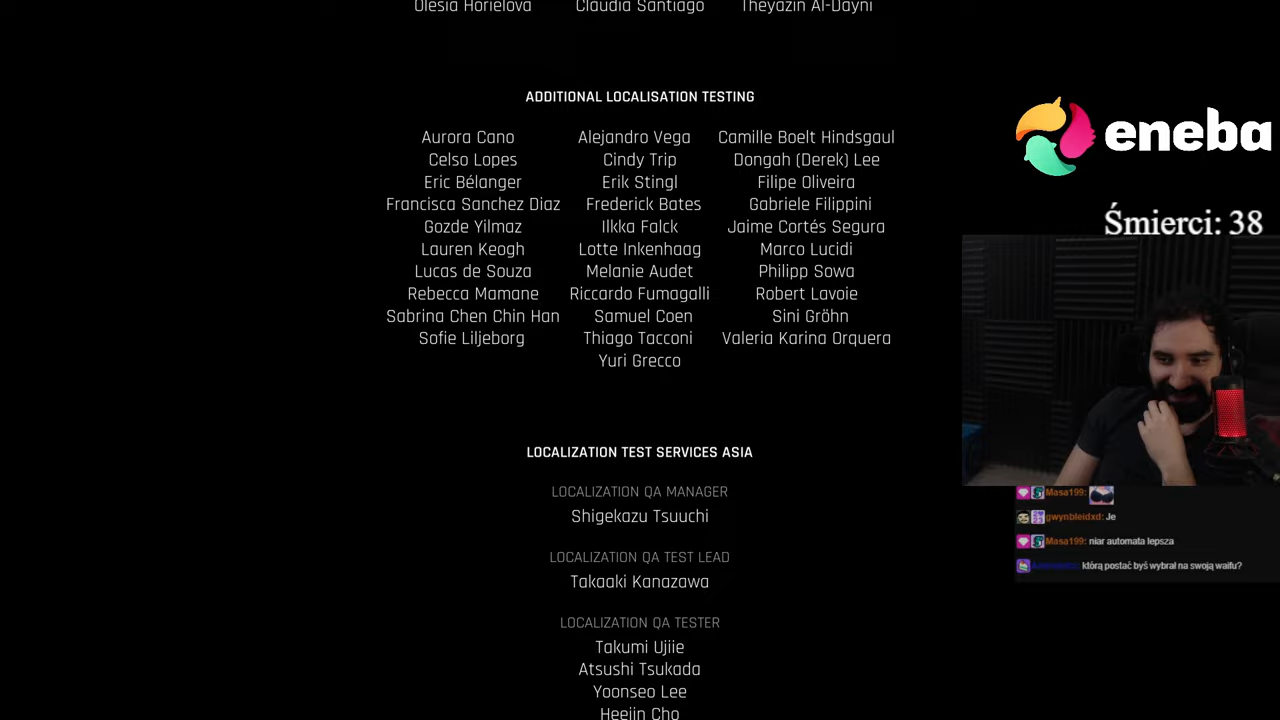 Olesia Horielova Claudia Santiago Theyazin Al-Dayni
ADDITIONAL LOCALISATION TESTING
Aurora Cano Alejandro Vega Camille Boelt Hindsgaul
Celso Lopes Cindy Trip Dongah (Derek) Lee
Eric Bélanger Erik Stingl Filipe Oliveira
Francisca Sanchez Diaz Frederick Bates Gabriele Filippini
Gozde Yilmaz Ilkka Falck Jaime Cortés Segura
Lauren Keogh Lotte Inkenhaag Marco Lucidi
Lucas de Souza Melanie Audet Philipp Sowa
Rebecca Mamane Riccardo Fumagalli Robert Lavoie
Sabrina Chen Chin Han Samuel Coen Sini Gröhn
Sofie Liljeborg Thiago Tacconi Valeria Karina Orquera
Yuri Grecco
LOCALIZATION TEST SERVICES ASIA
LOCALIZATION QA MANAGER
Shigekazu Tsuuchi
LOCALIZATION QA TEST LEAD
Takaaki Kanazawa
LOCALIZATION QA TESTER
Takumi Ujiie
Atsushi Tsukada
Yoonseo Lee
Heejin Cho
eneba
Śmierci: 38
Masa199:
gwynbleidxd: Je
Masa199: niar automata lepsza
którą postać byś wybrał na swoją waifu?